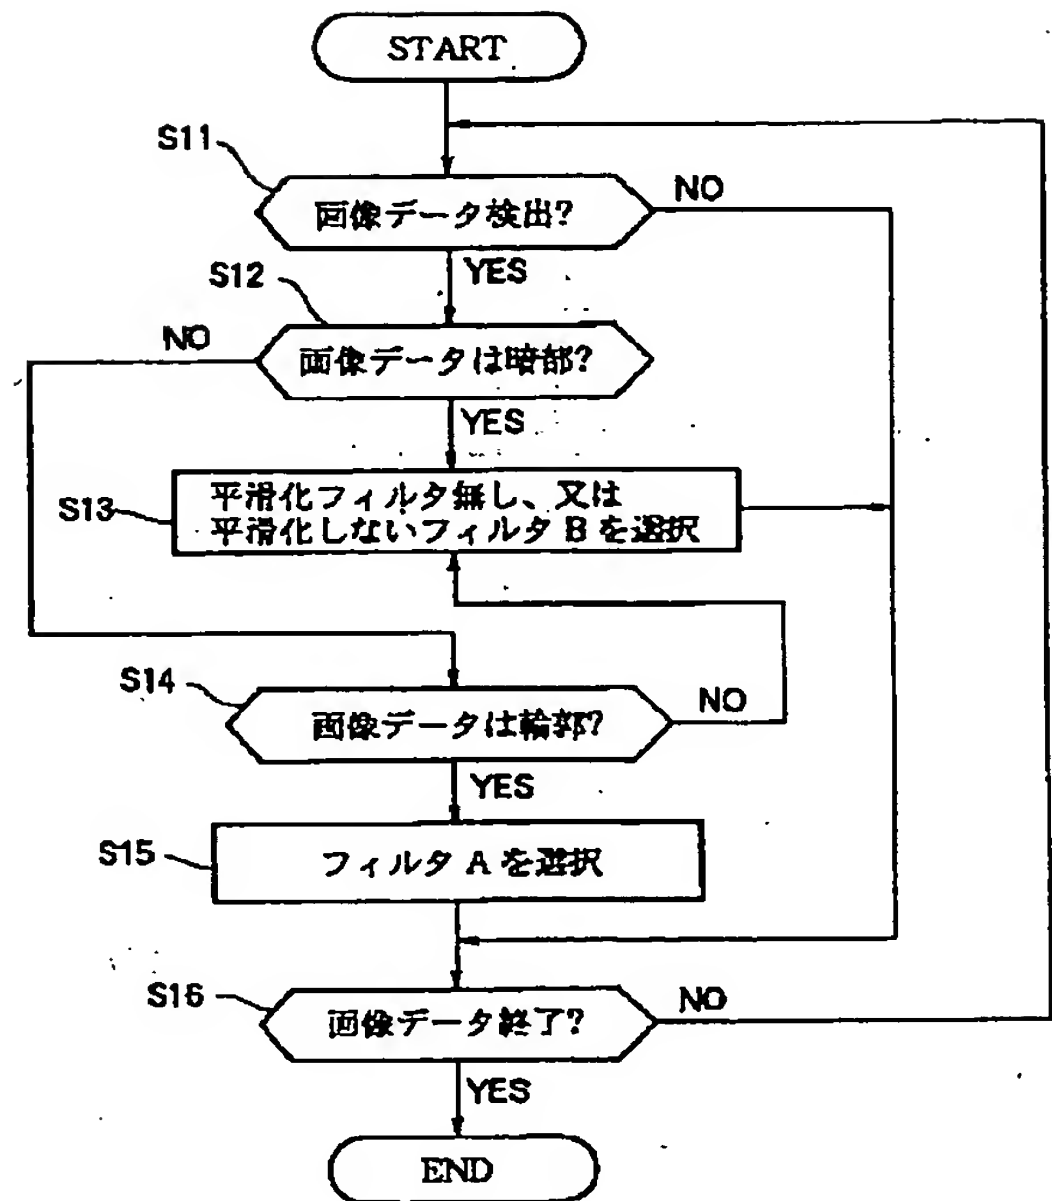 START
S11
画像データ検出?
NO
YES
S12
NO
画像データは暗部?
YES
S13
平滑化フィルタ無し、又は
平滑化しないフィルタ B を選択
S14
画像データは輪郭?
NO
YES
S15
フィルタ A を選択
S16
画像データ終了?
NO
YES
END